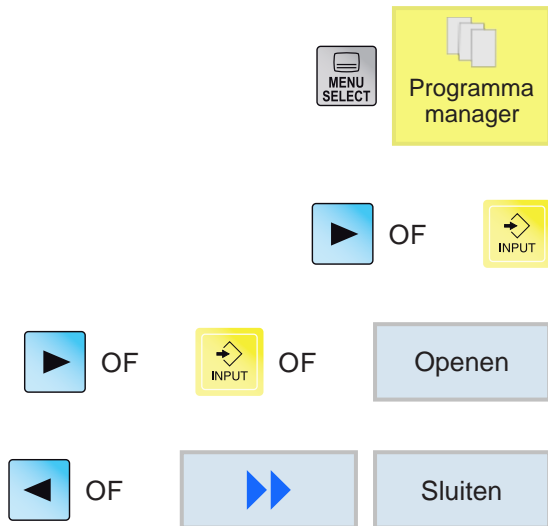 MENU
SELECT
Programma
manager
OF
INPUT
OF
INPUT
OF
Openen
OF
Sluiten